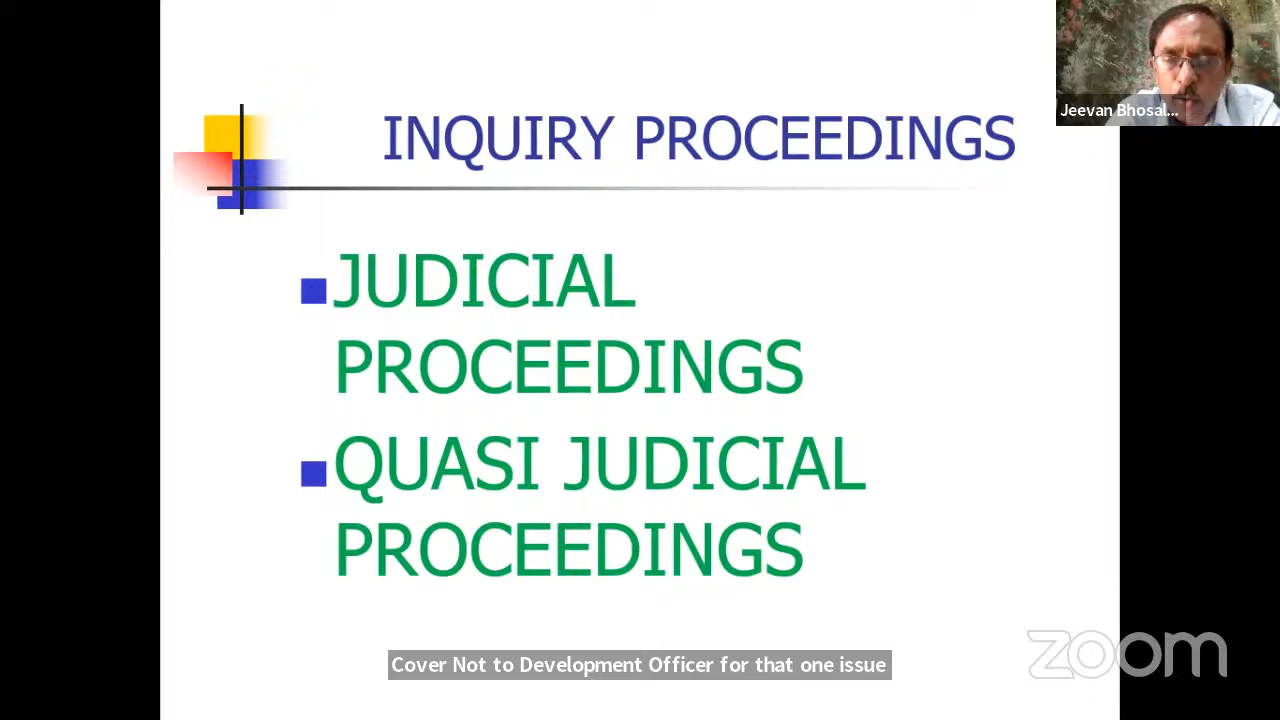 INQUIRY PROCEEDINGS
Jeevan Bhosal...
JUDICIAL
PROCEEDINGS
QUASI JUDICIAL
PROCEEDINGS
Cover Not to Development Officer for that one issue
zoom